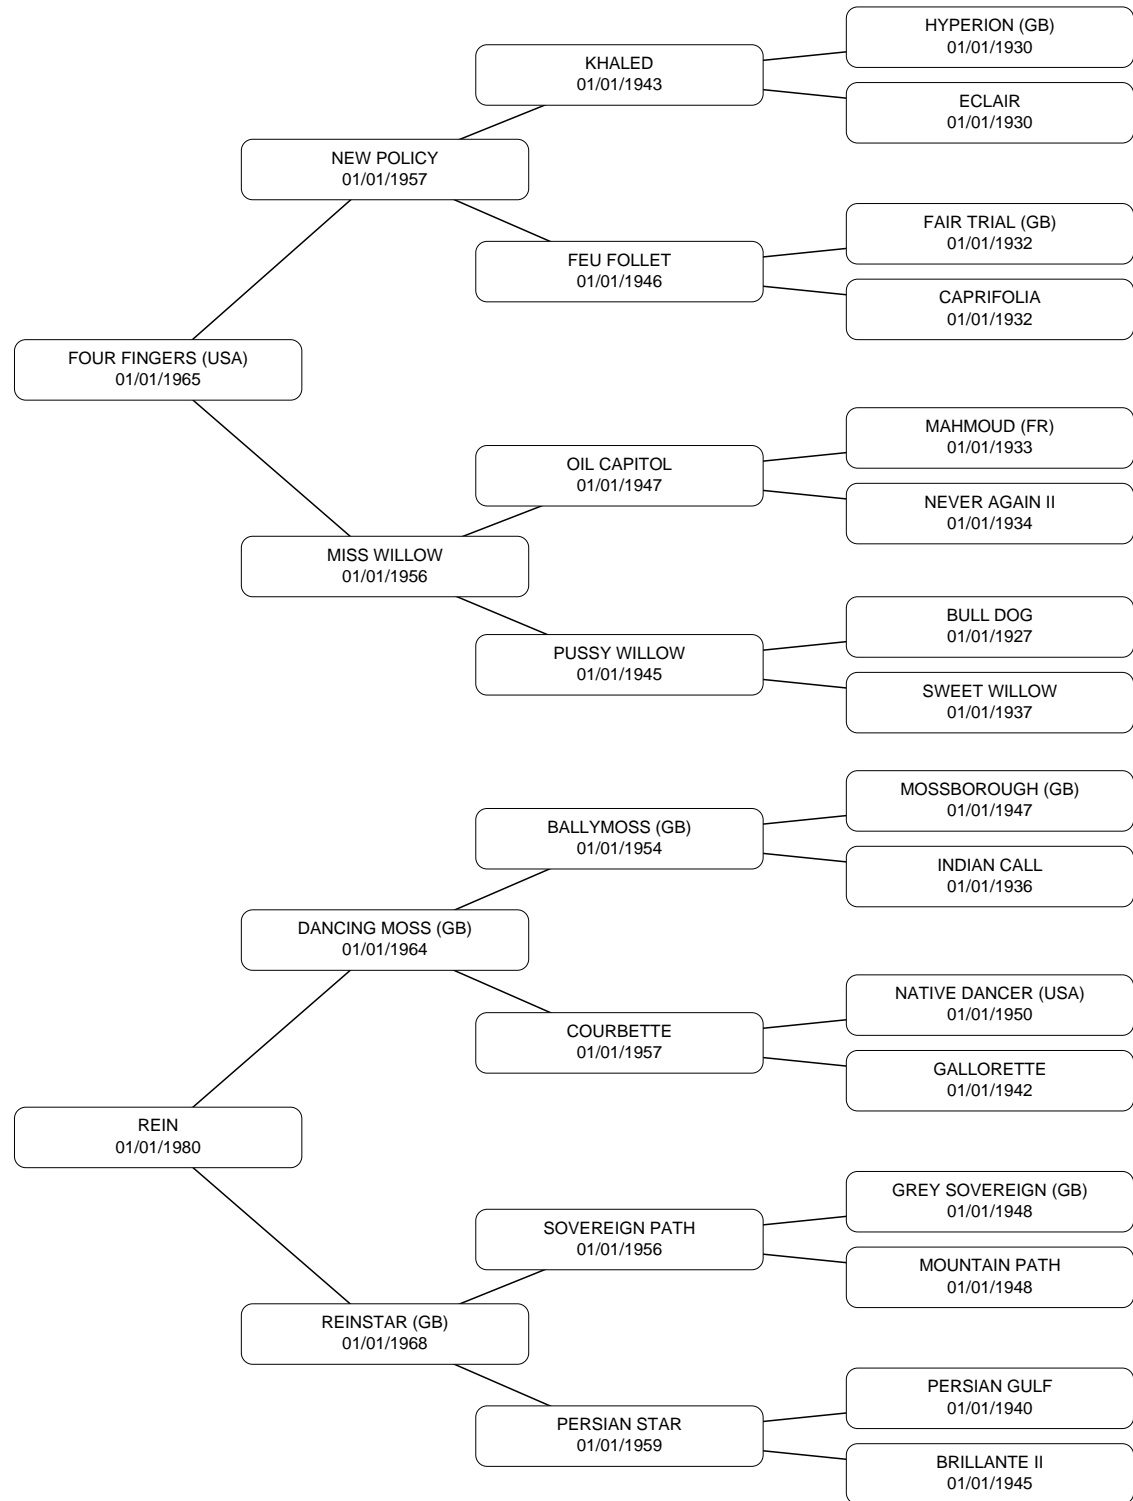 HYPERION (GB)
01/01/1930
KHALED
01/01/1943
ECLAIR
01/01/1930
NEW POLICY
01/01/1957
FAIR TRIAL (GB)
01/01/1932
FEU FOLLET
01/01/1946
CAPRIFOLIA
01/01/1932
FOUR FINGERS (USA)
01/01/1965
MAHMOUD (FR)
01/01/1933
OIL CAPITOL
01/01/1947
NEVER AGAIN II
01/01/1934
MISS WILLOW
01/01/1956
BULL DOG
01/01/1927
PUSSY WILLOW
01/01/1945
SWEET WILLOW
01/01/1937
MOSSBOROUGH (GB)
01/01/1947
BALLYMOSS (GB)
01/01/1954
INDIAN CALL
01/01/1936
DANCING MOSS (GB)
01/01/1964
NATIVE DANCER (USA)
01/01/1950
COURBETTE
01/01/1957
GALLORETTE
01/01/1942
REIN
01/01/1980
GREY SOVEREIGN (GB)
01/01/1948
SOVEREIGN PATH
01/01/1956
MOUNTAIN PATH
01/01/1948
REINSTAR (GB)
01/01/1968
PERSIAN GULF
01/01/1940
PERSIAN STAR
01/01/1959
BRILLANTE II
01/01/1945